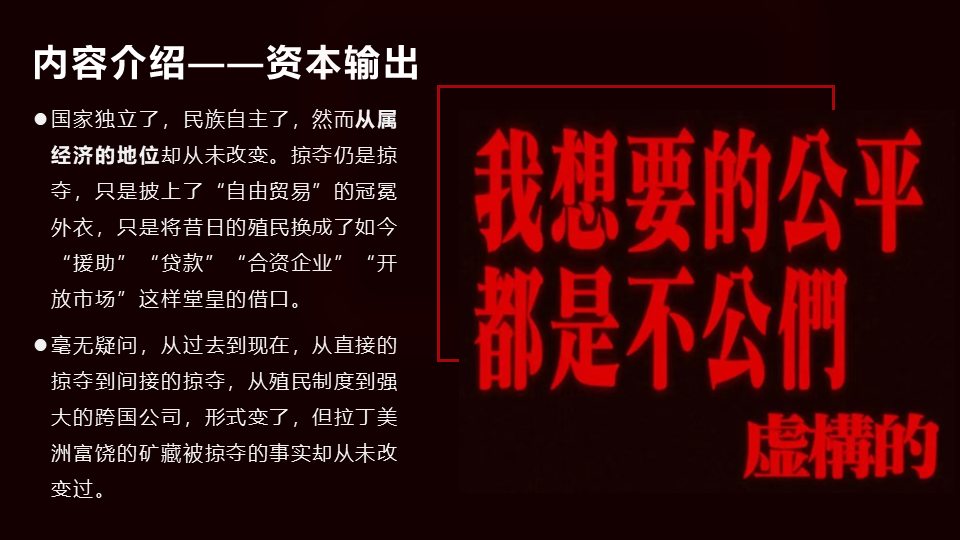 内容介绍——资本输出
●国家独立了，民族自主了，然而从属
经济的地位却从未改变。掠夺仍是掠
夺，只是披上了“自由贸易”的冠冕
外衣，只是将昔日的殖民换成了如今
“援助”“贷款”“合资企业”“开
放市场”这样堂皇的借口。
●毫无疑问，从过去到现在，从直接的
掠夺到间接的掠夺，从殖民制度到强
大的跨国公司，形式变了，但拉丁美
洲富饶的矿藏被掠夺的事实却从未改
变过。
我想要的公平
都是不公們
虛構的